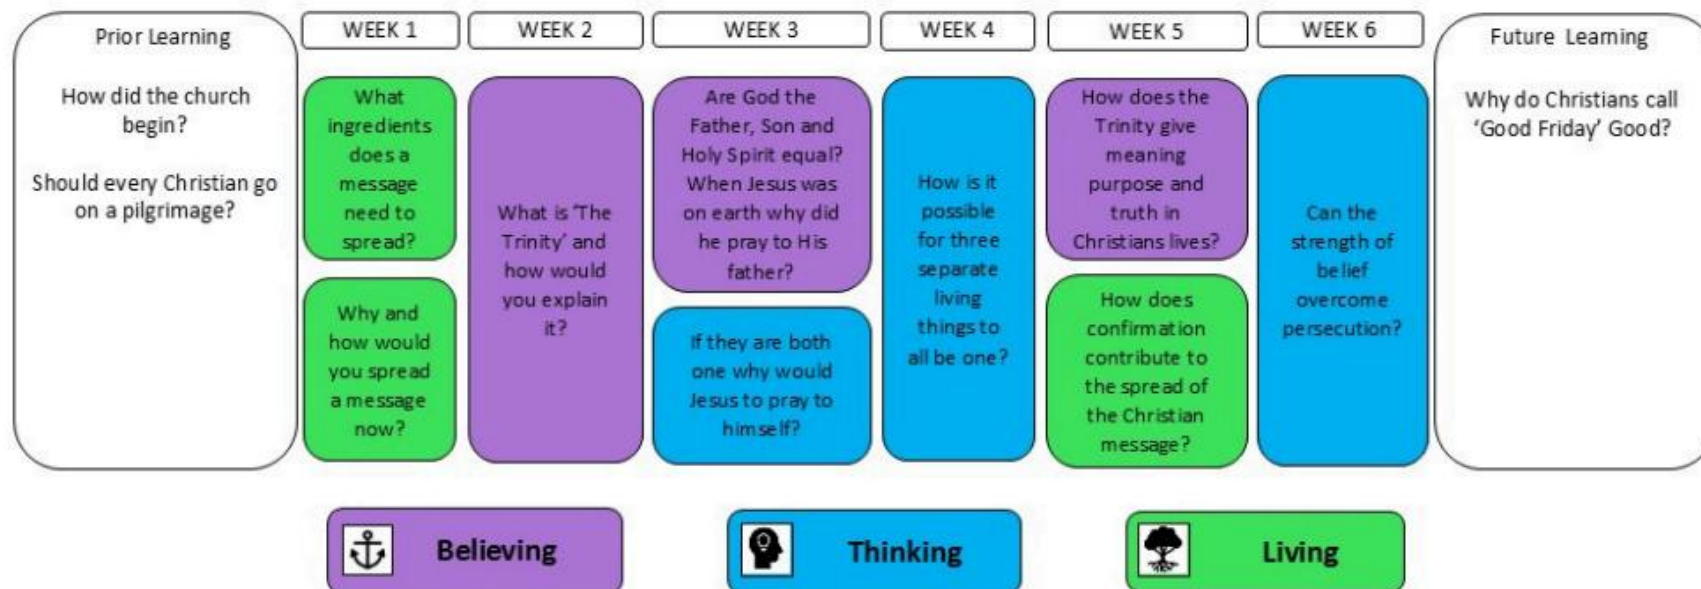 Prior Learning
How did the church
begin?
Should every Christian go
on a pilgrimage?
WEEK 1
What
ingredients
does a
message
need to
spread?
Why and
how would
you spread
a message
now?
WEEK 2
What is 'The
Trinity' and
how would
you explain
it?
WEEK 3
Are God the
Father, Son and
Holy Spirit equal?
When Jesus was
on earth why did
he pray to His
father?
If they are both
one why would
Jesus to pray to
himself?
WEEK 4
How is it
possible
for three
separate
living
things to
all be one?
WEEK 5
How does the
Trinity give
meaning
purpose and
truth in
Christians lives?
How does
confirmation
contribute to
the spread of
the Christian
message?
WEEK 6
Can the
strength of
belief
overcome
persecution?
Future Learning
Why do Christians call
'Good Friday' Good?
Believing
Thinking
Living